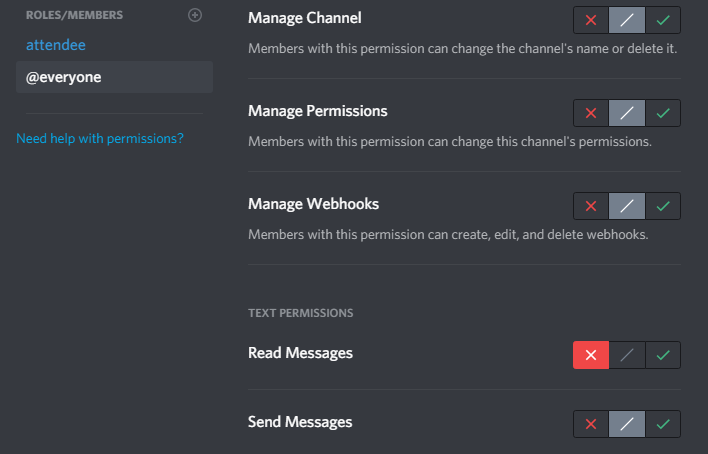 ROLES/MEMBERS
attendee
@everyone
Need help with permissions?
Manage Channel
Members with this permission can change the channel's name or delete it.
Manage Permissions
Members with this permission can change this channel's permissions.
Manage Webhooks
Members with this permission can create, edit, and delete webhooks.
TEXT PERMISSIONS
Read Messages
Send Messages